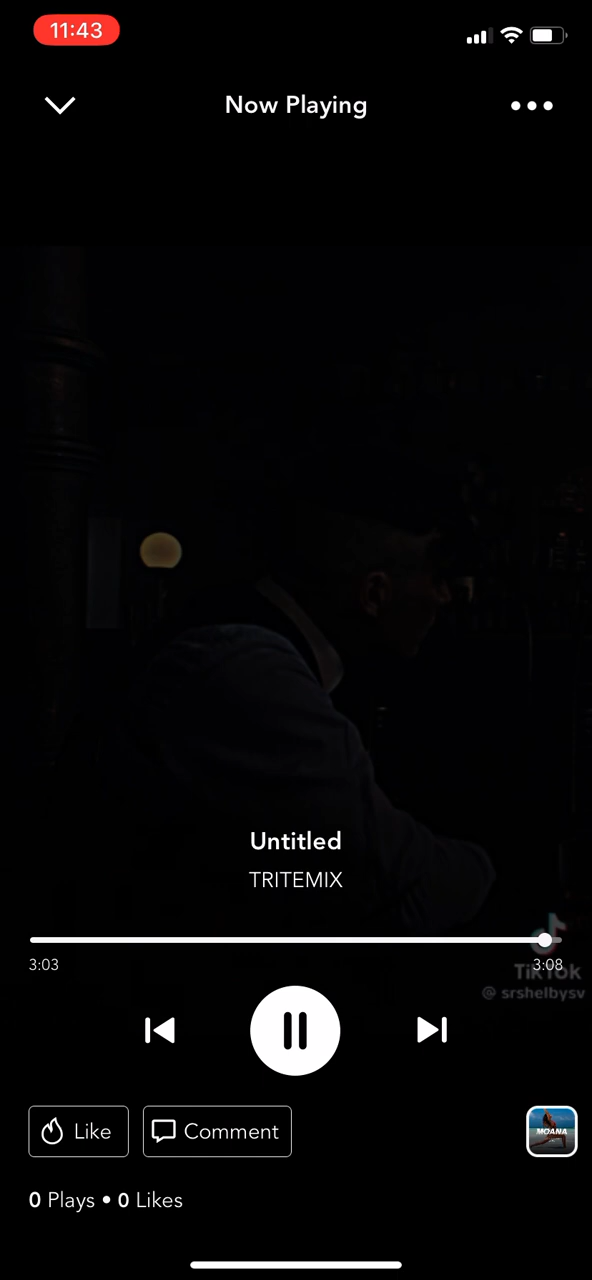 11:43
Now Playing
Untitled
TRITEMIX
3:03
3:08
TikTok
@ srshelbysv
Like
Comment
MOANA
0 Plays • 0 Likes